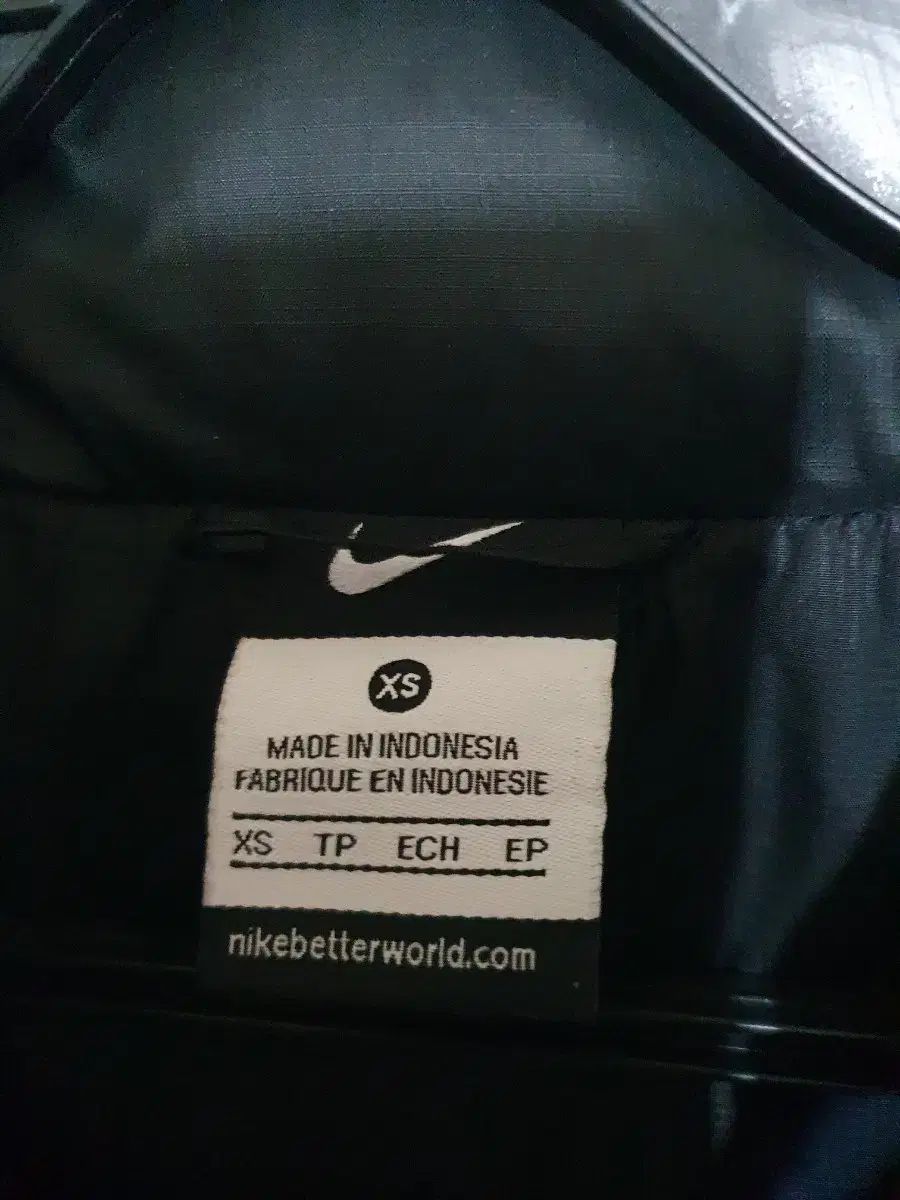 XS
MADE IN INDONESIA
FABRIQUE EN INDONESIE
XS TP ECH EP
nikebetterworld.com